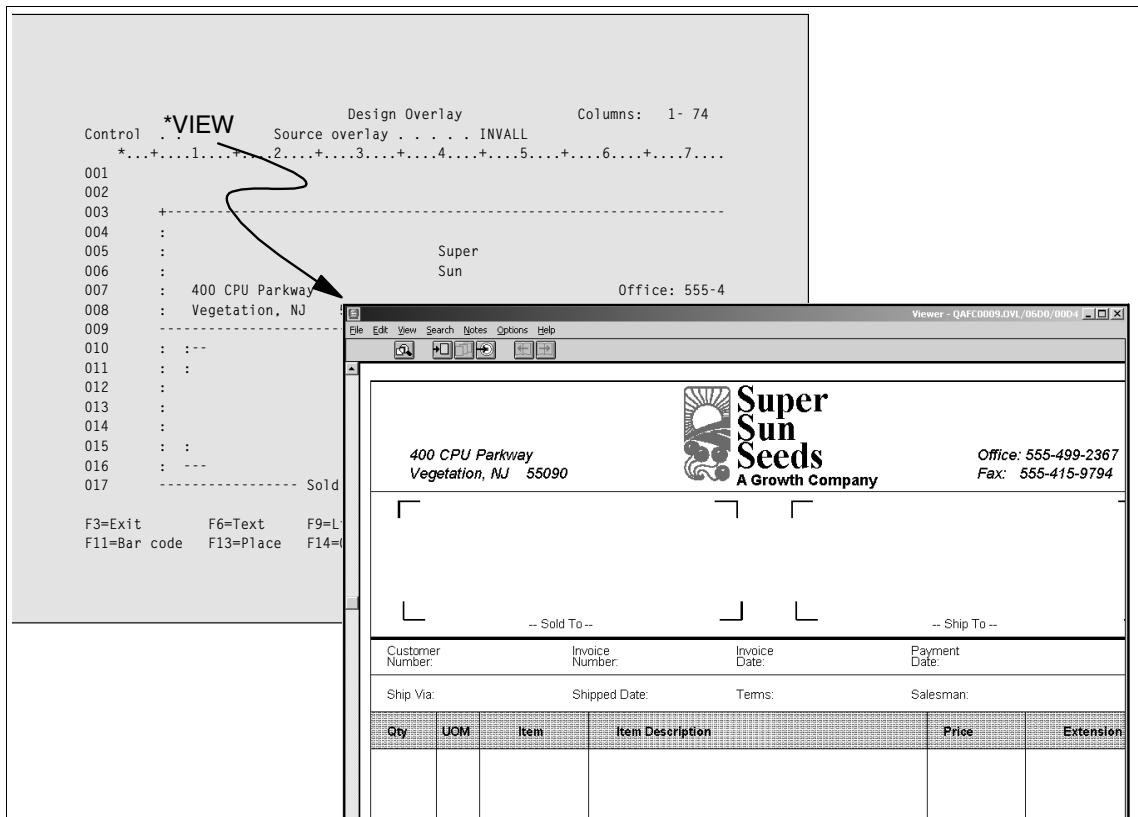 Design Overlay Columns: 1- 74
Control . . *VIEW Source overlay . . . . . INVALL
*...+....1....+....2....+....3....+....4....+....5....+....6....+....7....
001
002
003 +---------------------------------------------------------------------
004 :
005 : Super
006 : Sun
007 : 400 CPU Parkway Office: 555-4
008 : Vegetation, NJ
009 -----------------------
010 : :--
011 : :
012 :
013 :
014 :
015 : :
016 : ---
017 ----------------- Sold
F3=Exit F6=Text
F11=Bar code F13=Place
Viewer - QAFC0009.OVL/06D0/00D4
File Edit View Search Notes Options Help
Super
Sun
Seeds
A Growth Company
400 CPU Parkway
Vegetation, NJ 55090
Office: 555-499-2367
Fax: 555-415-9794
-- Sold To -- -- Ship To --
Customer Number: Invoice Number: Invoice Date: Payment Date:
Ship Via: Shipped Date: Terms: Salesman:
Qty UOM Item Item Description Price Extension